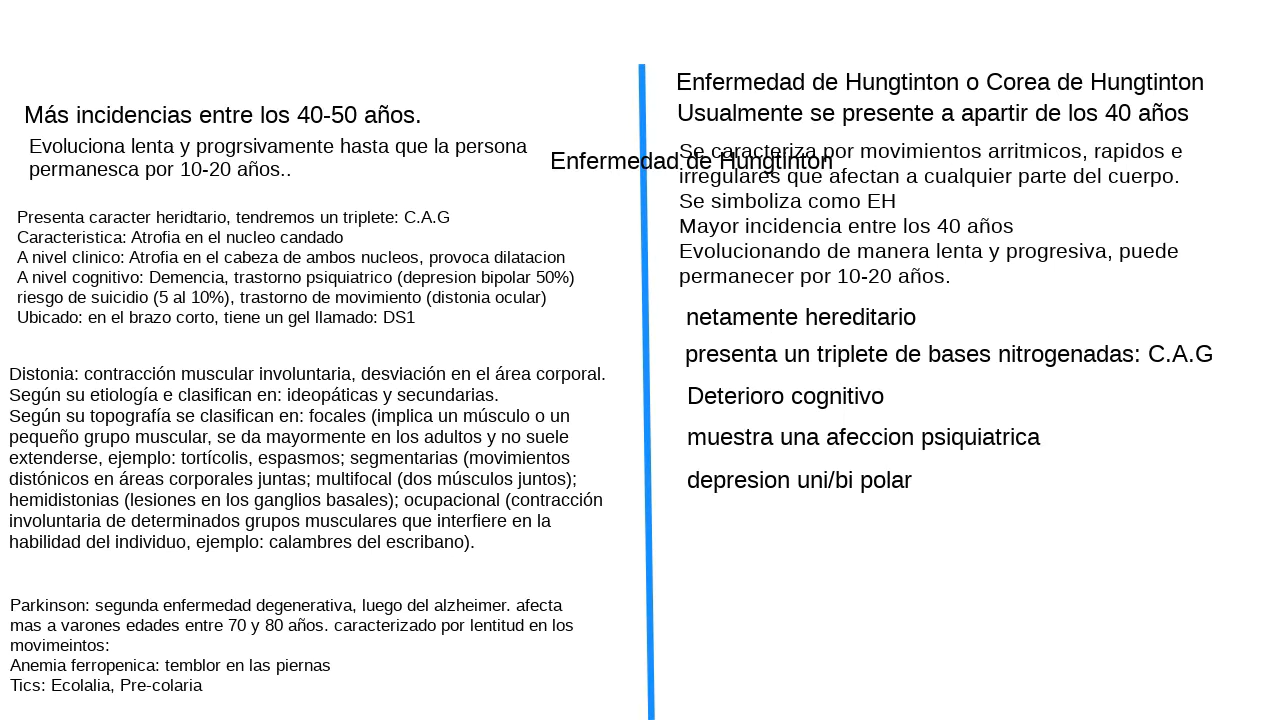 Más incidencias entre los 40-50 años.
Evoluciona lenta y progrsivamente hasta que la persona
permanesca por 10-20 años..
Presenta caracter heridtario, tendremos un triplete: C.A.G
Caracteristica: Atrofia en el nucleo candado
A nivel clinico: Atrofia en el cabeza de ambos nucleos, provoca dilatacion
A nivel cognitivo: Demencia, trastorno psiquiatrico (depresion bipolar 50%)
riesgo de suicidio (5 al 10%), trastorno de movimiento (distonia ocular)
Ubicado: en el brazo corto, tiene un gel llamado: DS1
Distonia: contracción muscular involuntaria, desviación en el área corporal.
Según su etiología e clasifican en: ideopáticas y secundarias.
Según su topografía se clasifican en: focales (implica un músculo o un
pequeño grupo muscular, se da mayormente en los adultos y no suele
extenderse, ejemplo: tortícolis, espasmos; segmentarias (movimientos
distónicos en áreas corporales juntas; multifocal (dos músculos juntos);
hemidistonias (lesiones en los ganglios basales); ocupacional (contracción
involuntaria de determinados grupos musculares que interfiere en la
habilidad del individuo, ejemplo: calambres del escribano).
Parkinson: segunda enfermedad degenerativa, luego del alzheimer. afecta
mas a varones edades entre 70 y 80 años. caracterizado por lentitud en los
movimeintos:
Anemia ferropenica: temblor en las piernas
Tics: Ecolalia, Pre-colaria
Enfermedad de Hungtinton
Enfermedad de Hungtinton o Corea de Hungtinton
Usualmente se presente a apartir de los 40 años
Se caracteriza por movimientos arritmicos, rapidos e
irregulares que afectan a cualquier parte del cuerpo.
Se simboliza como EH
Mayor incidencia entre los 40 años
Evolucionando de manera lenta y progresiva, puede
permanecer por 10-20 años.
netamente hereditario
presenta un triplete de bases nitrogenadas: C.A.G
Deterioro cognitivo
muestra una afeccion psiquiatrica
depresion uni/bi polar